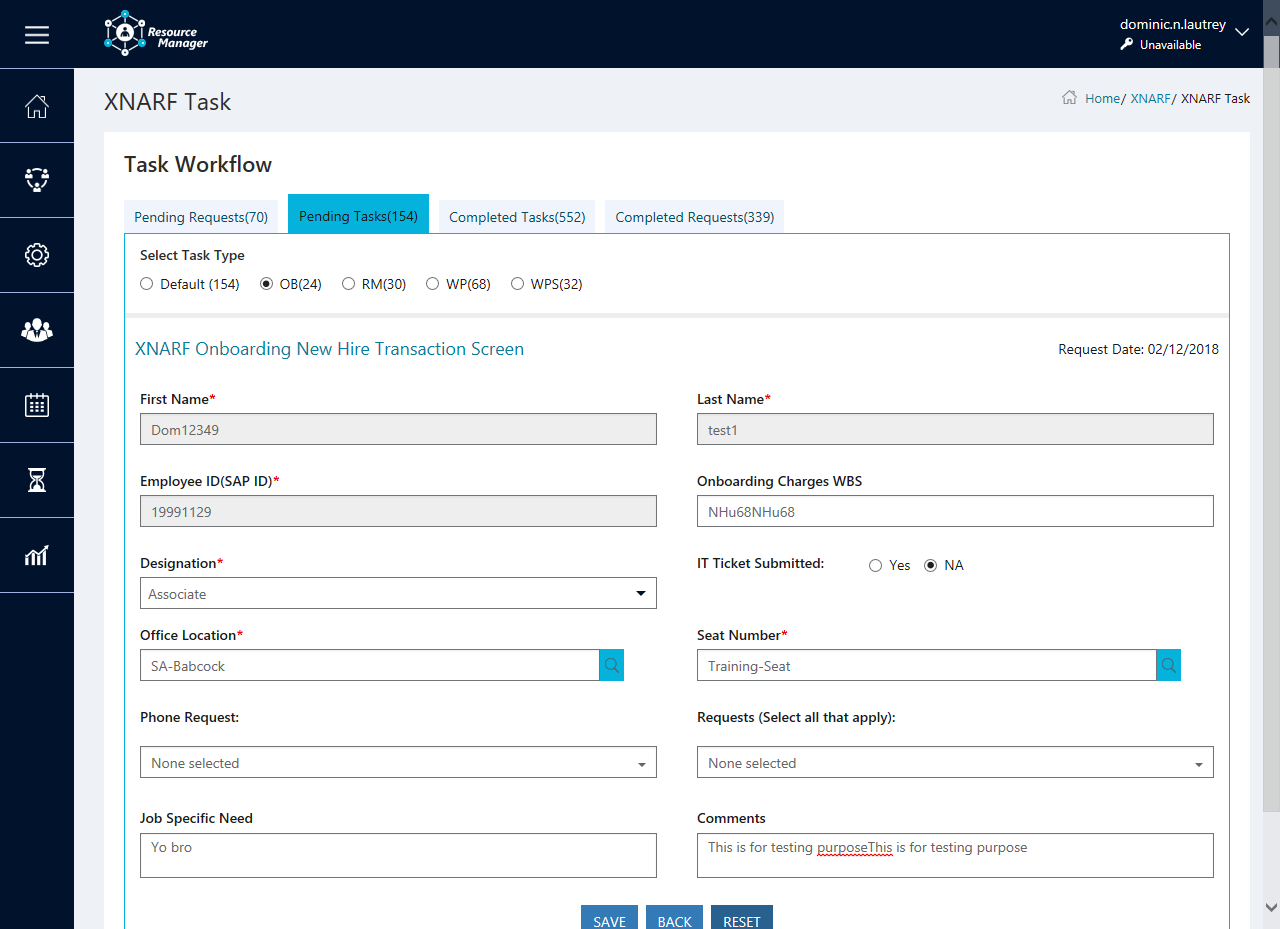 Resource
Manager
dominic.n.lautrey
Unavailable
XNARF Task
Home/ XNARF/ XNARF Task
Task Workflow
Pending Requests(70) Pending Tasks(154) Completed Tasks(552) Completed Requests(339)
Select Task Type
Default (154) OB(24) RM(30) WP(68) WPS(32)
XNARF Onboarding New Hire Transaction Screen Request Date: 02/12/2018
First Name* Last Name*
Dom12349 test1
Employee ID(SAP ID)* Onboarding Charges WBS
19991129 NHu68NHu68
Designation* IT Ticket Submitted: Yes NA
Associate
Office Location* Seat Number*
SA-Babcock Training-Seat
Phone Request: Requests (Select all that apply):
None selected None selected
Job Specific Need Comments
Yo bro This is for testing purposeThis is for testing purpose
SAVE BACK RESET